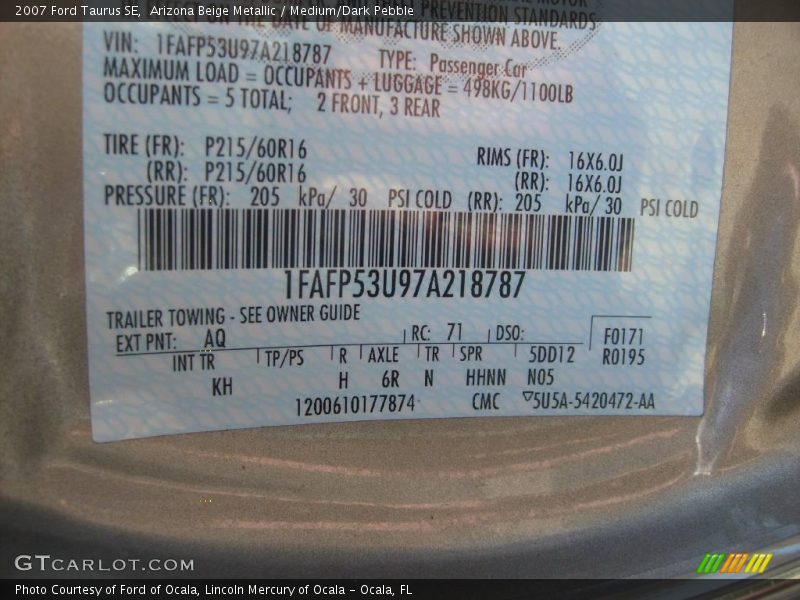 2007 Ford Taurus SE, Arizona Beige Metallic / Medium/Dark Pebble
PREVENTION STANDARDS
DATE OF MANUFACTURE SHOWN ABOVE.
VIN: 1FAFP53U97A218787 TYPE: Passenger Car
MAXIMUM LOAD = OCCUPANTS + LUGGAGE = 498KG/1100LB
OCCUPANTS = 5 TOTAL; 2 FRONT, 3 REAR
TIRE (FR): P215/60R16 RIMS (FR): 16X6.0J
(RR): P215/60R16 (RR): 16X6.0J
PRESSURE (FR): 205 kPa/ 30 PSI COLD (RR): 205 kPa/ 30 PSI COLD
1FAFP53U97A218787
TRAILER TOWING - SEE OWNER GUIDE
EXT PNT: AQ RC: 71 DSO: F0171
INT TR TP/PS R AXLE TR SPR 5DD12 R0195
KH H 6R N HHNN N05
1200610177874 CMC ▽5U5A-5420472-AA
GTCARLOT.COM
Photo Courtesy of Ford of Ocala, Lincoln Mercury of Ocala - Ocala, FL